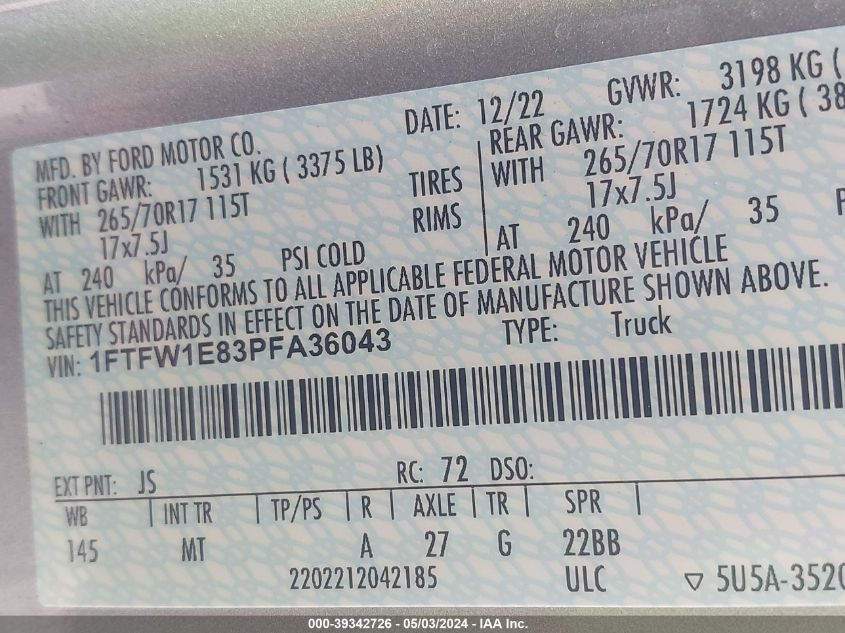 MFD. BY FORD MOTOR CO. DATE: 12/22 GVWR: 3198 KG (
FRONT GAWR: 1531 KG ( 3375 LB) REAR GAWR: 1724 KG ( 38
WITH 265/70R17 115T TIRES WITH 265/70R17 115T
17x7.5J RIMS 17x7.5J
AT 240 kPa/ 35 PSI COLD AT 240 kPa/ 35 P
THIS VEHICLE CONFORMS TO ALL APPLICABLE FEDERAL MOTOR VEHICLE
SAFETY STANDARDS IN EFFECT ON THE DATE OF MANUFACTURE SHOWN ABOVE.
VIN: 1FTFW1E83PFA36043 TYPE: Truck
EXT PNT: JS RC: 72 DSO:
WB INT TR TP/PS R AXLE TR SPR
145 MT A 27 G 22BB
2202212042185 ULC ▽ 5U5A-3520
000-39342726 - 05/03/2024 - IAA Inc.